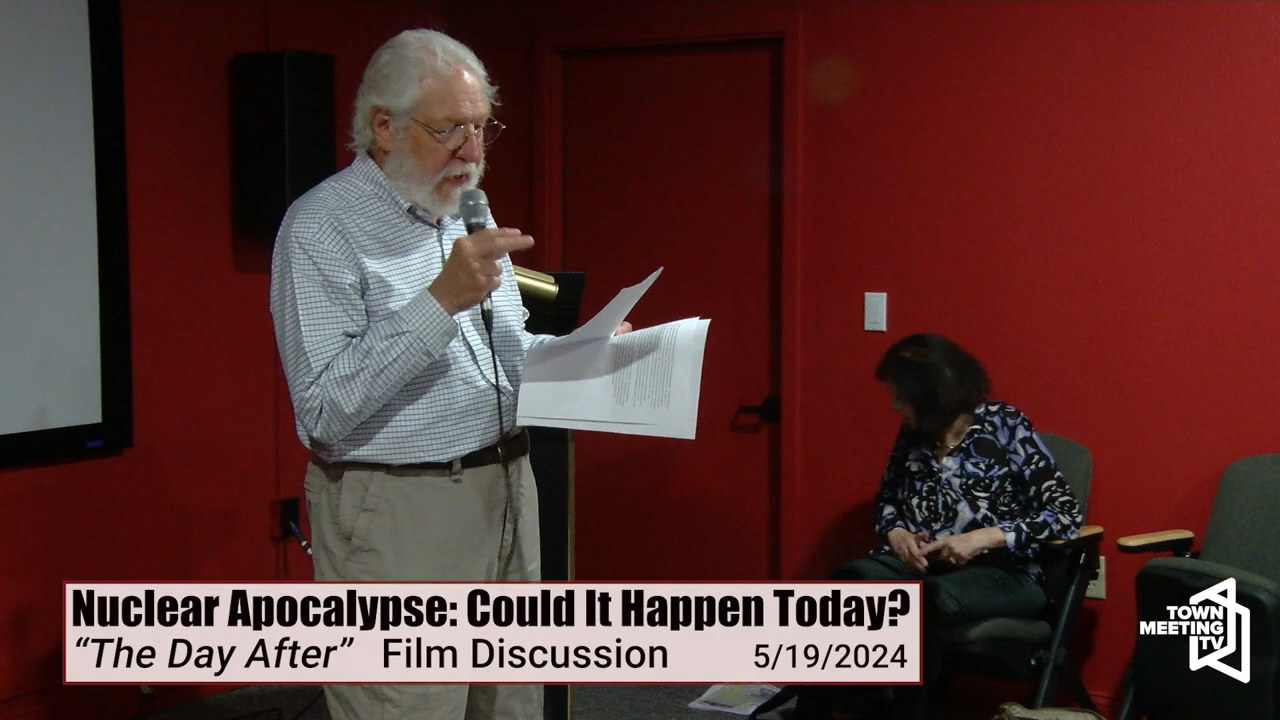 Nuclear Apocalypse: Could It Happen Today?
“The Day After” Film Discussion 5/19/2024
TOWN
MEETING
TV